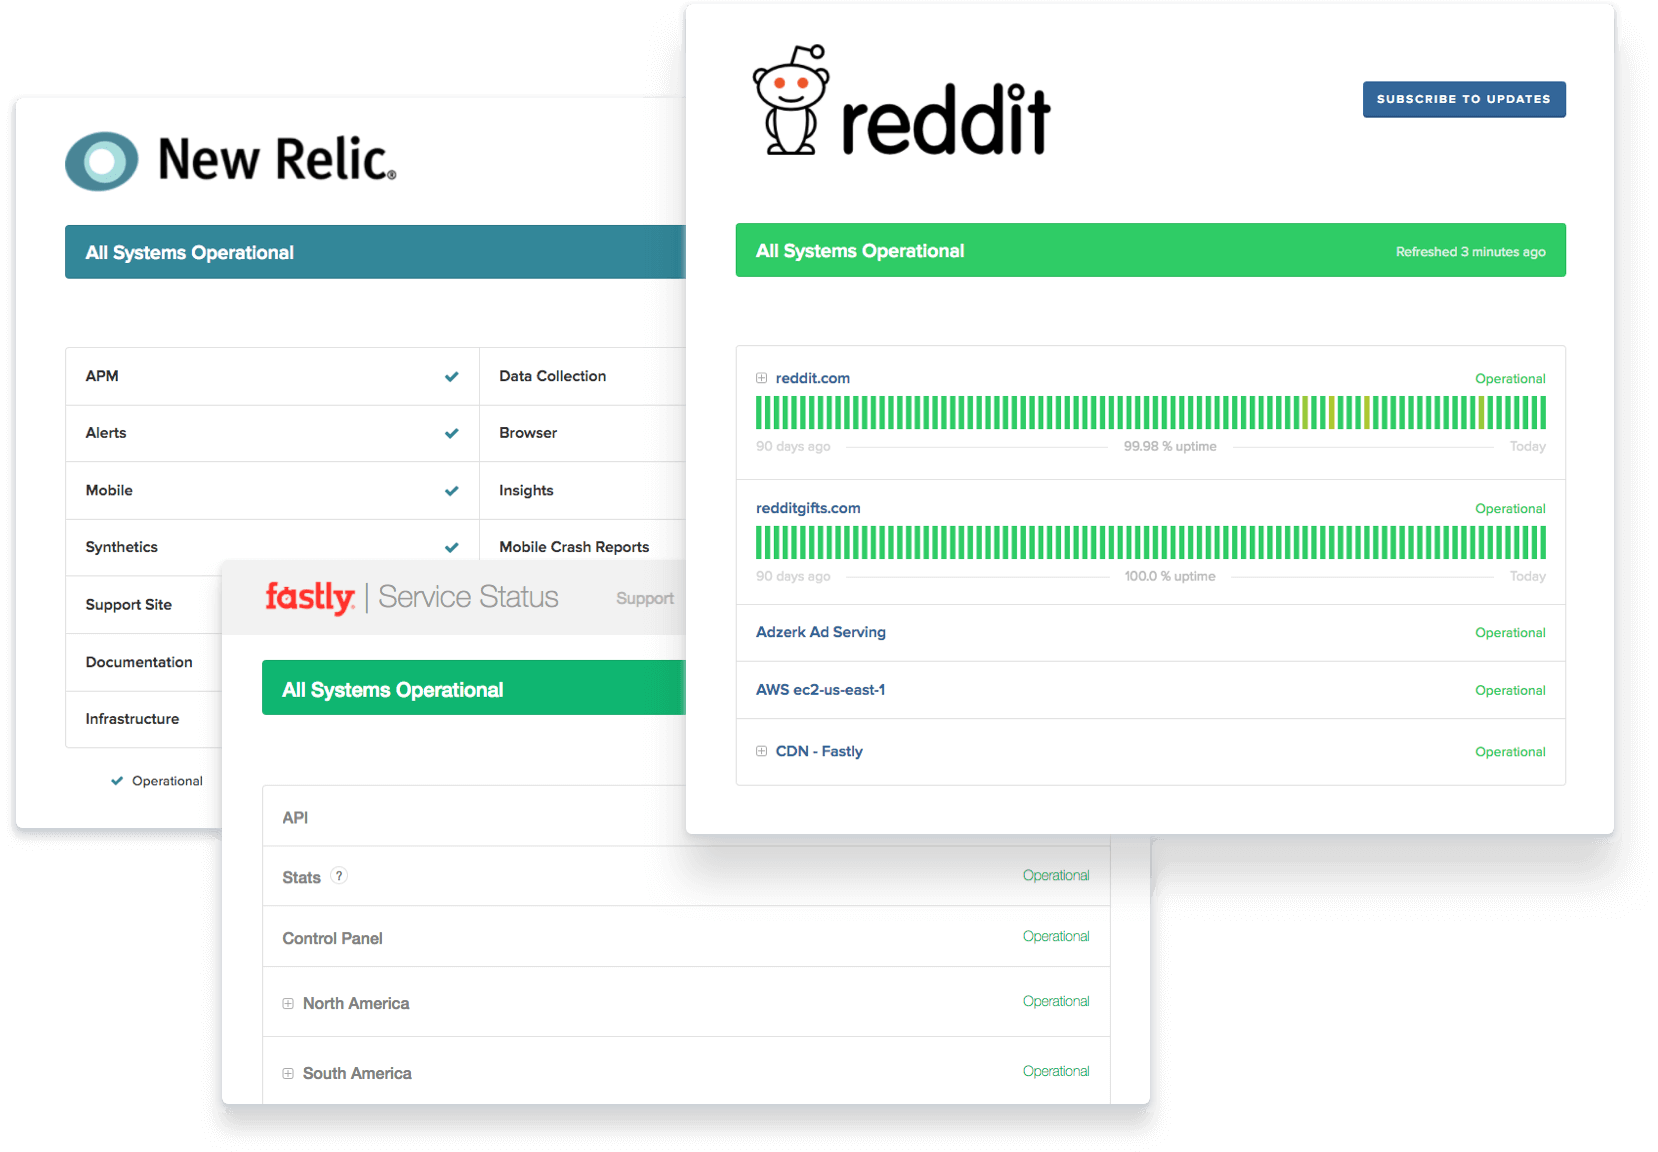 New Relic®
All Systems Operational
APM
Data Collection
Alerts
Browser
Mobile
Insights
Synthetics
Mobile Crash Reports
Support Site
Documentation
Infrastructure
Operational
reddit
SUBSCRIBE TO UPDATES
All Systems Operational Refreshed 3 minutes ago
reddit.com Operational
90 days ago 99.98 % uptime Today
redditgifts.com Operational
90 days ago 100.0 % uptime Today
Adzerk Ad Serving Operational
AWS ec2-us-east-1 Operational
CDN - Fastly Operational
fastly | Service Status Support
All Systems Operational
API
Stats ? Operational
Control Panel Operational
North America Operational
South America Operational